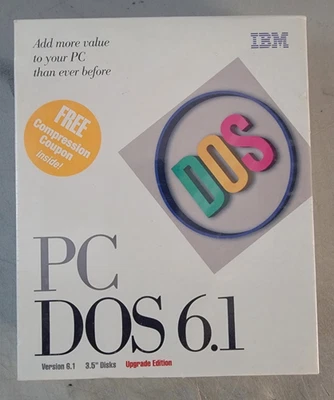 Add more value
to your PC
than ever before
IBM
FREE
Compression
Coupon
inside!
DOS
PC
DOS 6.1
Version 6.1 3.5" Disks Upgrade Edition